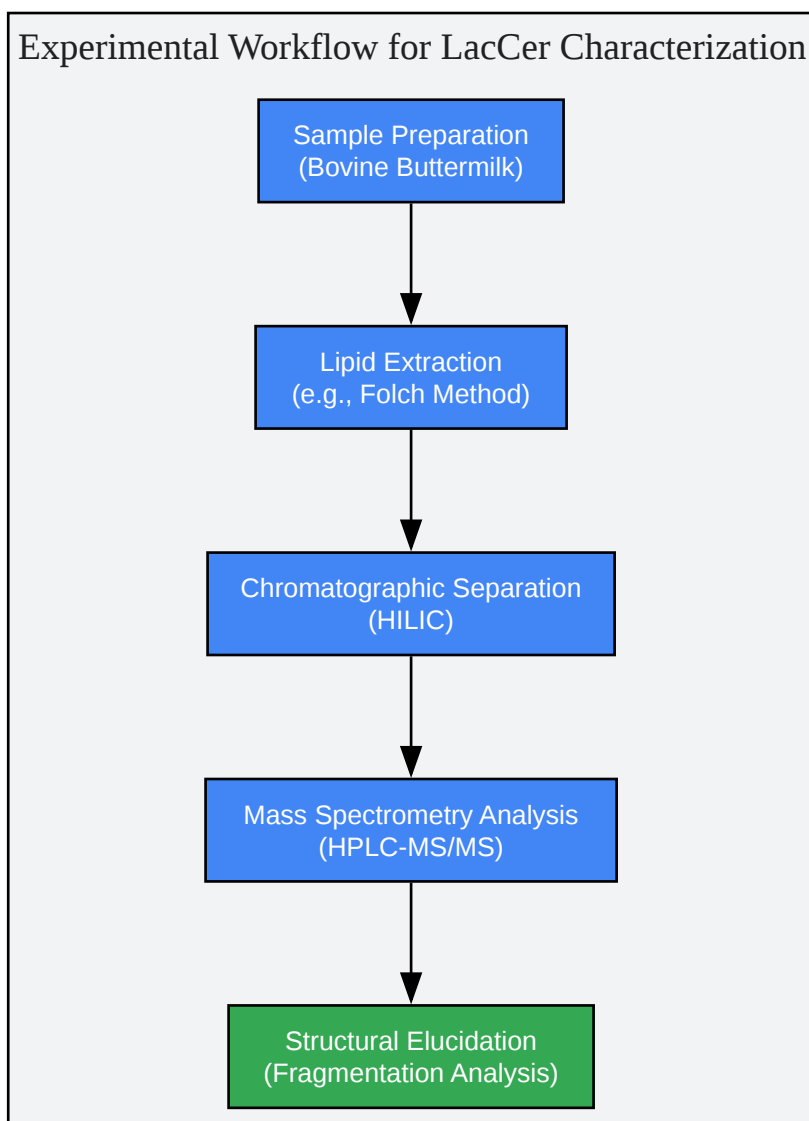 Experimental Workflow for LacCer Characterization
Sample Preparation
(Bovine Buttermilk)
Lipid Extraction
(e.g., Folch Method)
Chromatographic Separation
(HILIC)
Mass Spectrometry Analysis
(HPLC-MS/MS)
Structural Elucidation
(Fragmentation Analysis)